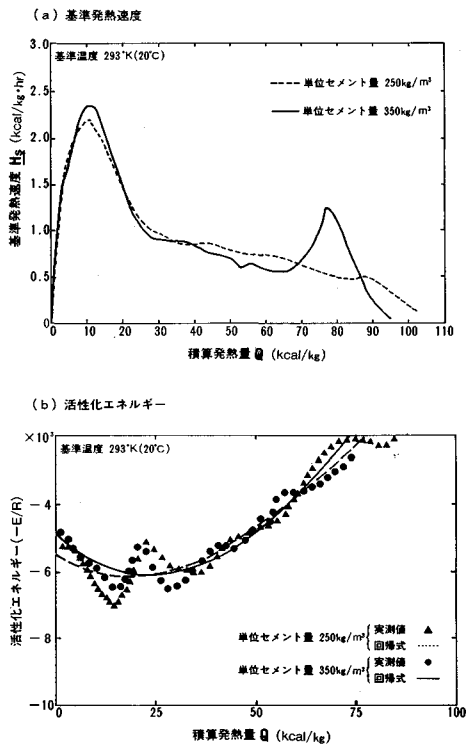 (a) 基準発熱速度
基準温度 293°K(20℃)
単位セメント量 250kg/m³
単位セメント量 350kg/m³
基準発熱速度 Hs (kcal/kg・hr)
3.0
2.5
2.0
1.5
1.0
0.5
0
0 10 20 30 40 50 60 70 80 90 100 110
積算発熱量 Q (kcal/kg)
(b) 活性化エネルギー
×10³
基準温度 293°K(20℃)
活性化エネルギー(-E/R)
-4
-6
-8
-10
単位セメント量 250kg/m³ 実測値
回帰式
単位セメント量 350kg/m³ 実測値
回帰式
0 25 50 75 100
積算発熱量 Q (kcal/kg)